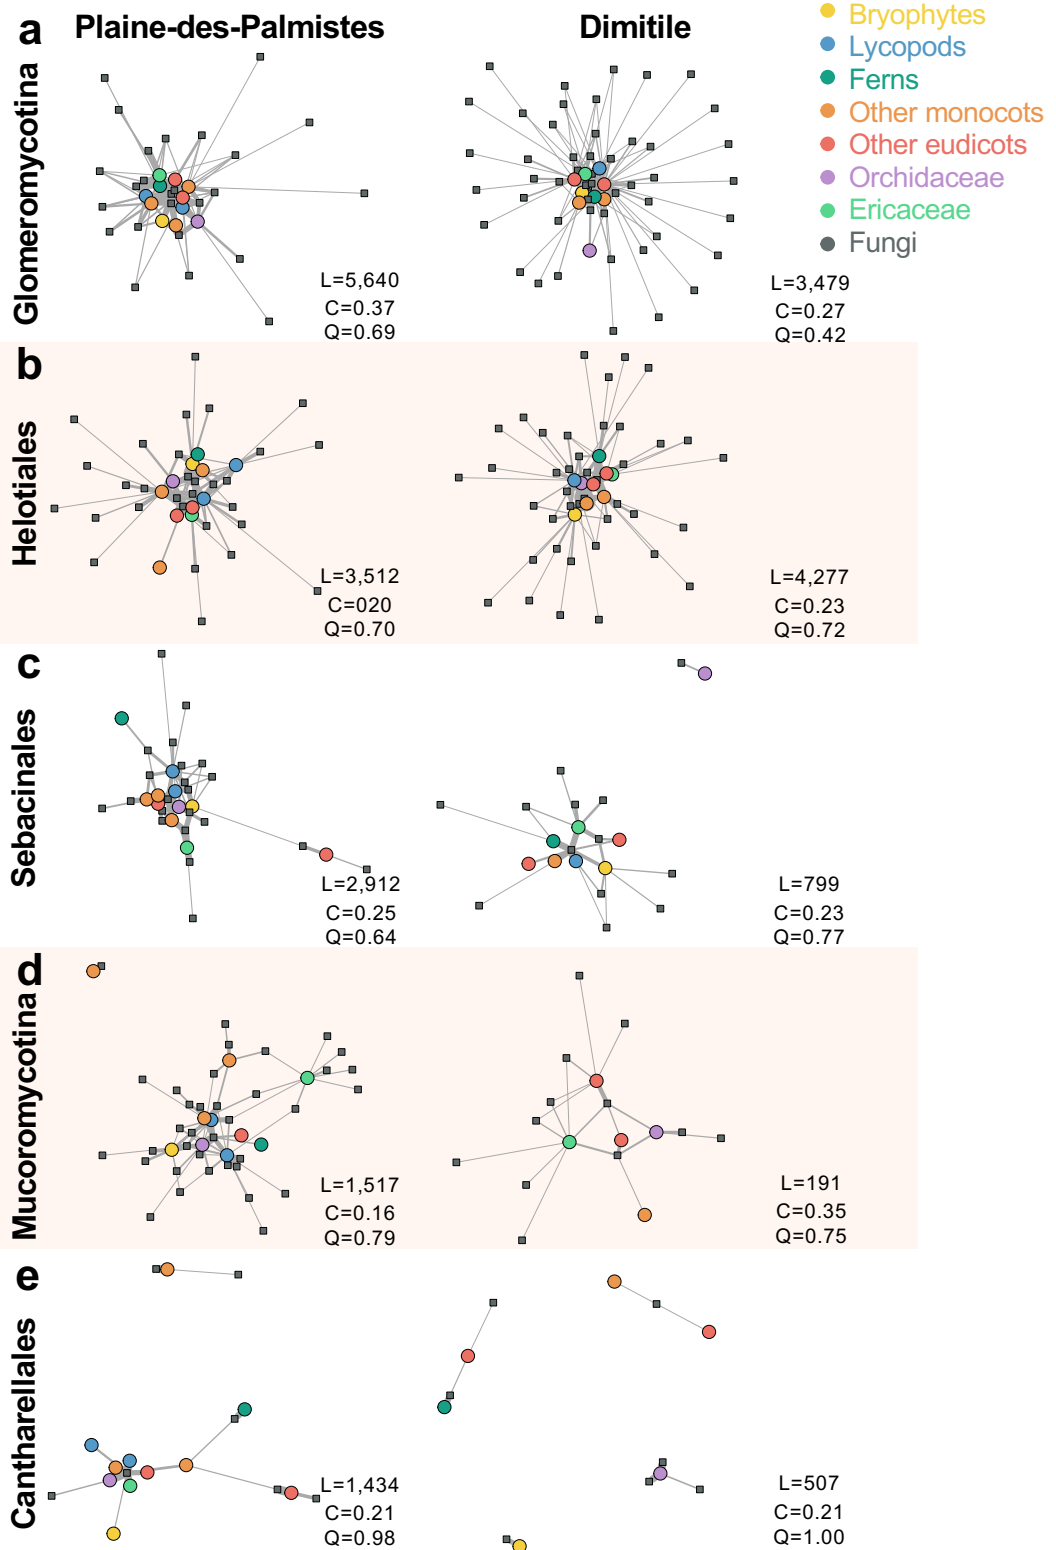 a
Plaine-des-Palmistes
Dimitile
Bryophytes
Lycopods
Ferns
Other monocots
Other eudicots
Orchidaceae
Ericaceae
Fungi
Glomeromycotina
L=5,640
C=0.37
Q=0.69
L=3,479
C=0.27
Q=0.42
b
Helotiales
L=3,512
C=020
Q=0.70
L=4,277
C=0.23
Q=0.72
c
Sebacinales
L=2,912
C=0.25
Q=0.64
L=799
C=0.23
Q=0.77
d
Mucoromycotina
L=1,517
C=0.16
Q=0.79
L=191
C=0.35
Q=0.75
e
Cantharellales
L=1,434
C=0.21
Q=0.98
L=507
C=0.21
Q=1.00